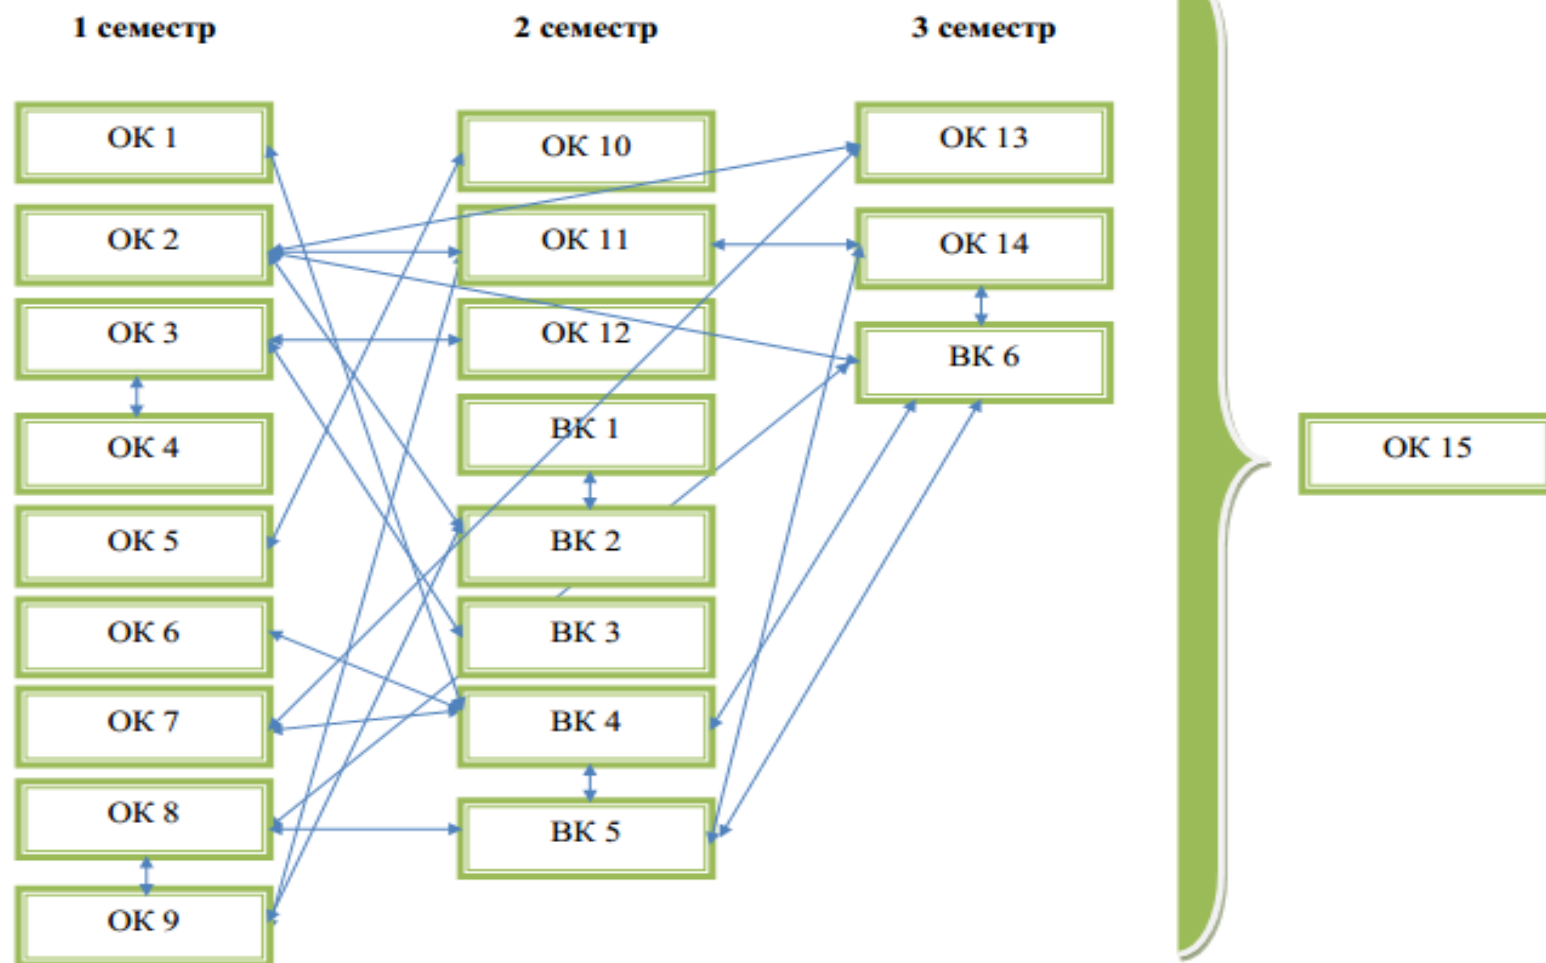 1 семестр
2 семестр
3 семестр
ОК 1
ОК 2
ОК 3
ОК 4
ОК 5
ОК 6
ОК 7
ОК 8
ОК 9
ОК 10
ОК 11
ОК 12
ВК 1
ВК 2
ВК 3
ВК 4
ВК 5
ОК 13
ОК 14
ВК 6
ОК 15